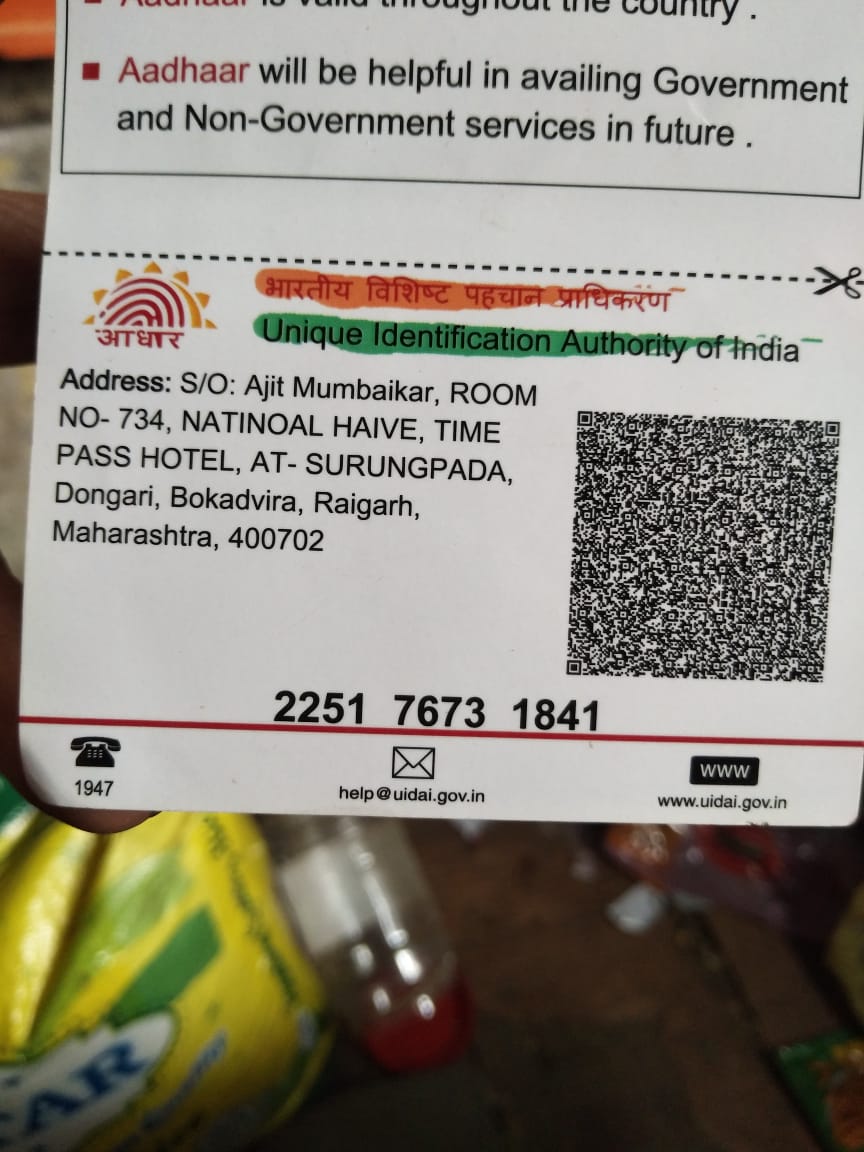 Aadhaar is valid throughout the country .
Aadhaar will be helpful in availing Government
and Non-Government services in future .
आधार
भारतीय विशिष्ट पहचान प्राधिकरण
Unique Identification Authority of India
Address: S/O: Ajit Mumbaikar, ROOM
NO- 734, NATINOAL HAIVE, TIME
PASS HOTEL, AT- SURUNGPADA,
Dongari, Bokadvira, Raigarh,
Maharashtra, 400702
2251 7673 1841
1947
help@uidai.gov.in
WWW
www.uidai.gov.in